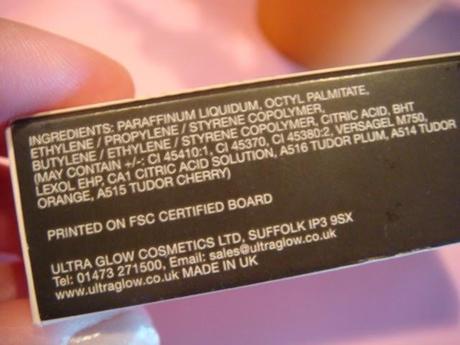 INGREDIENTS: PARAFFINUM LIQUIDUM, OCTYL PALMITATE,
ETHYLENE / PROPYLENE / STYRENE COPOLYMER,
BUTYLENE / ETHYLENE / STYRENE COPOLYMER, CITRIC ACID, BHT
(MAY CONTAIN +/-: CI 45410:1, CI 45370, CI 45380:2, VERSAGEL M750,
LEXOL EHP, CA1 CITRIC ACID SOLUTION, A516 TUDOR PLUM, A514 TUDOR
ORANGE, A515 TUDOR CHERRY)
PRINTED ON FSC CERTIFIED BOARD
ULTRA GLOW COSMETICS LTD, SUFFOLK IP3 9SX
Tel: 01473 271500, Email: sales@ultraglow.co.uk
www.ultraglow.co.uk MADE IN UK